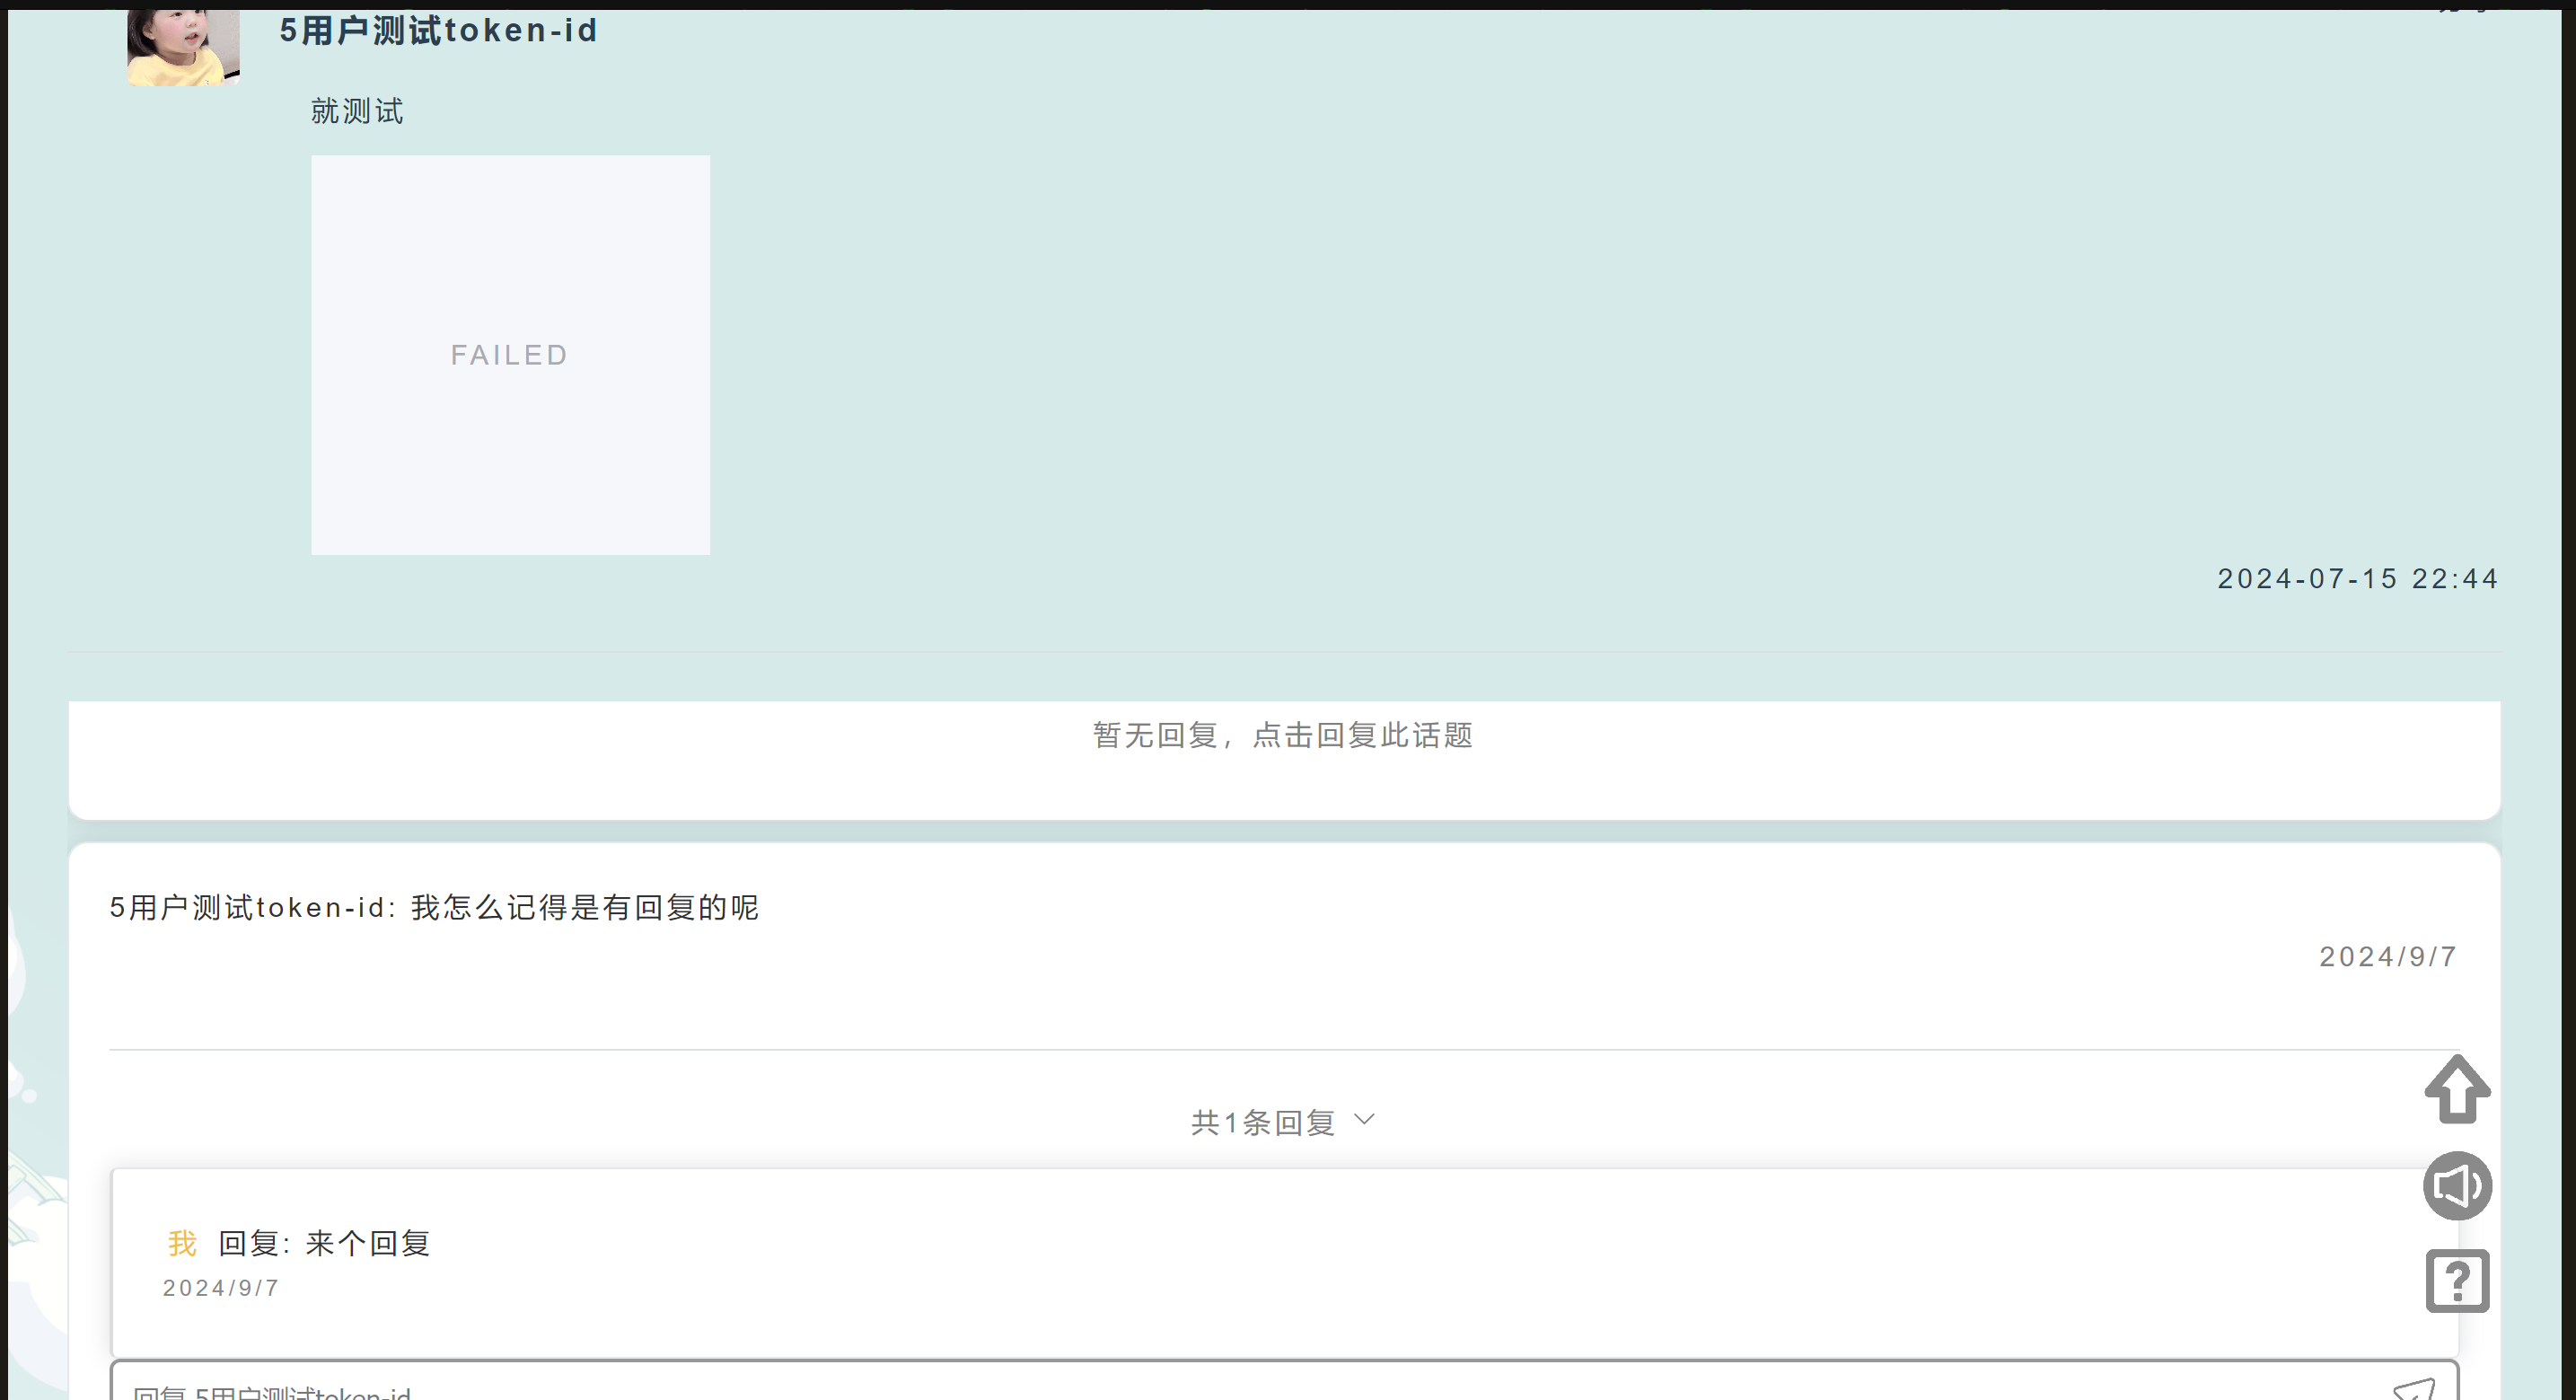 5用户测试token-id
就测试
FAILED
2024-07-15 22:44
暂无回复，点击回复此话题
5用户测试token-id: 我怎么记得是有回复的呢
2024/9/7
共1条回复
我 回复: 来个回复
2024/9/7
回复 5用户测试token-id